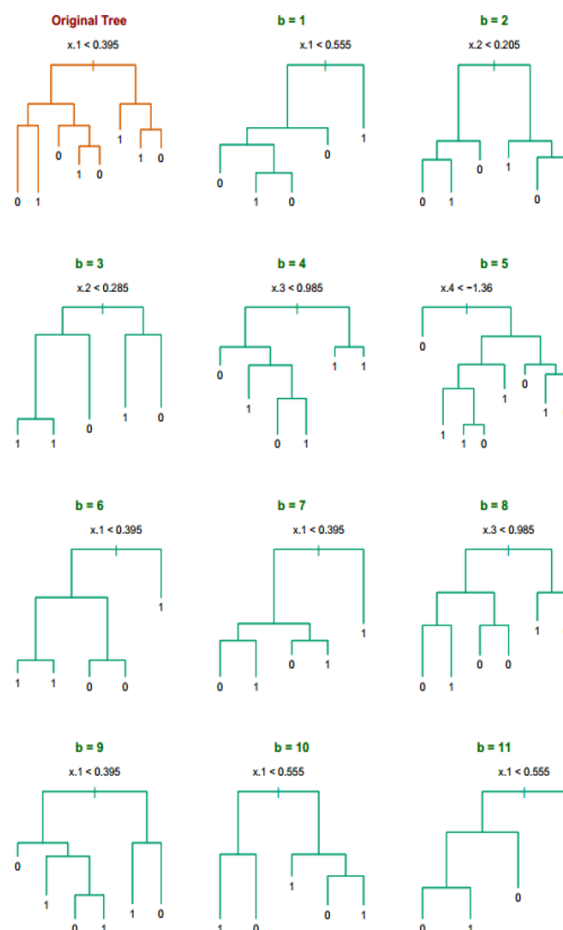 Original Tree b = 1 b = 2
x.1 < 0.395 x.1 < 0.555 x.2 < 0.205
0 1 0 1 0 1 1 0
0 1 0 0 1
0 1 0 1 0
b = 3 b = 4 b = 5
x.2 < 0.285 x.3 < 0.985 x.4 < −1.36
1 1 0 1 0
0 1 0 1 1 1
0 1 1 0 1 0 1
b = 6 b = 7 b = 8
x.1 < 0.395 x.1 < 0.395 x.3 < 0.985
1 1 0 0 1
0 1 0 1 1
0 1 0 0 1
b = 9 b = 10 b = 11
x.1 < 0.395 x.1 < 0.555 x.1 < 0.555
0 1 0 1 1 0
1 0 1 0 1
0 1 0